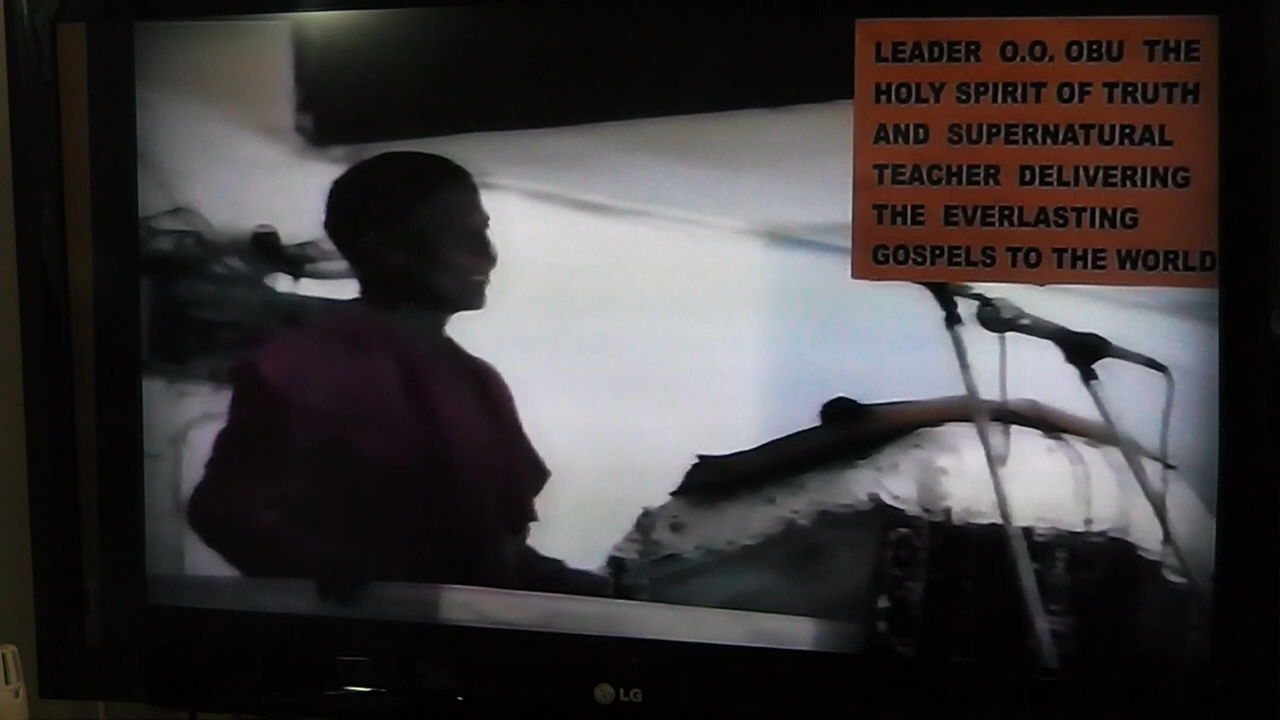 LEADER O.O. OBU THE
HOLY SPIRIT OF TRUTH
AND SUPERNATURAL
TEACHER DELIVERING
THE EVERLASTING
GOSPELS TO THE WORLD
LG